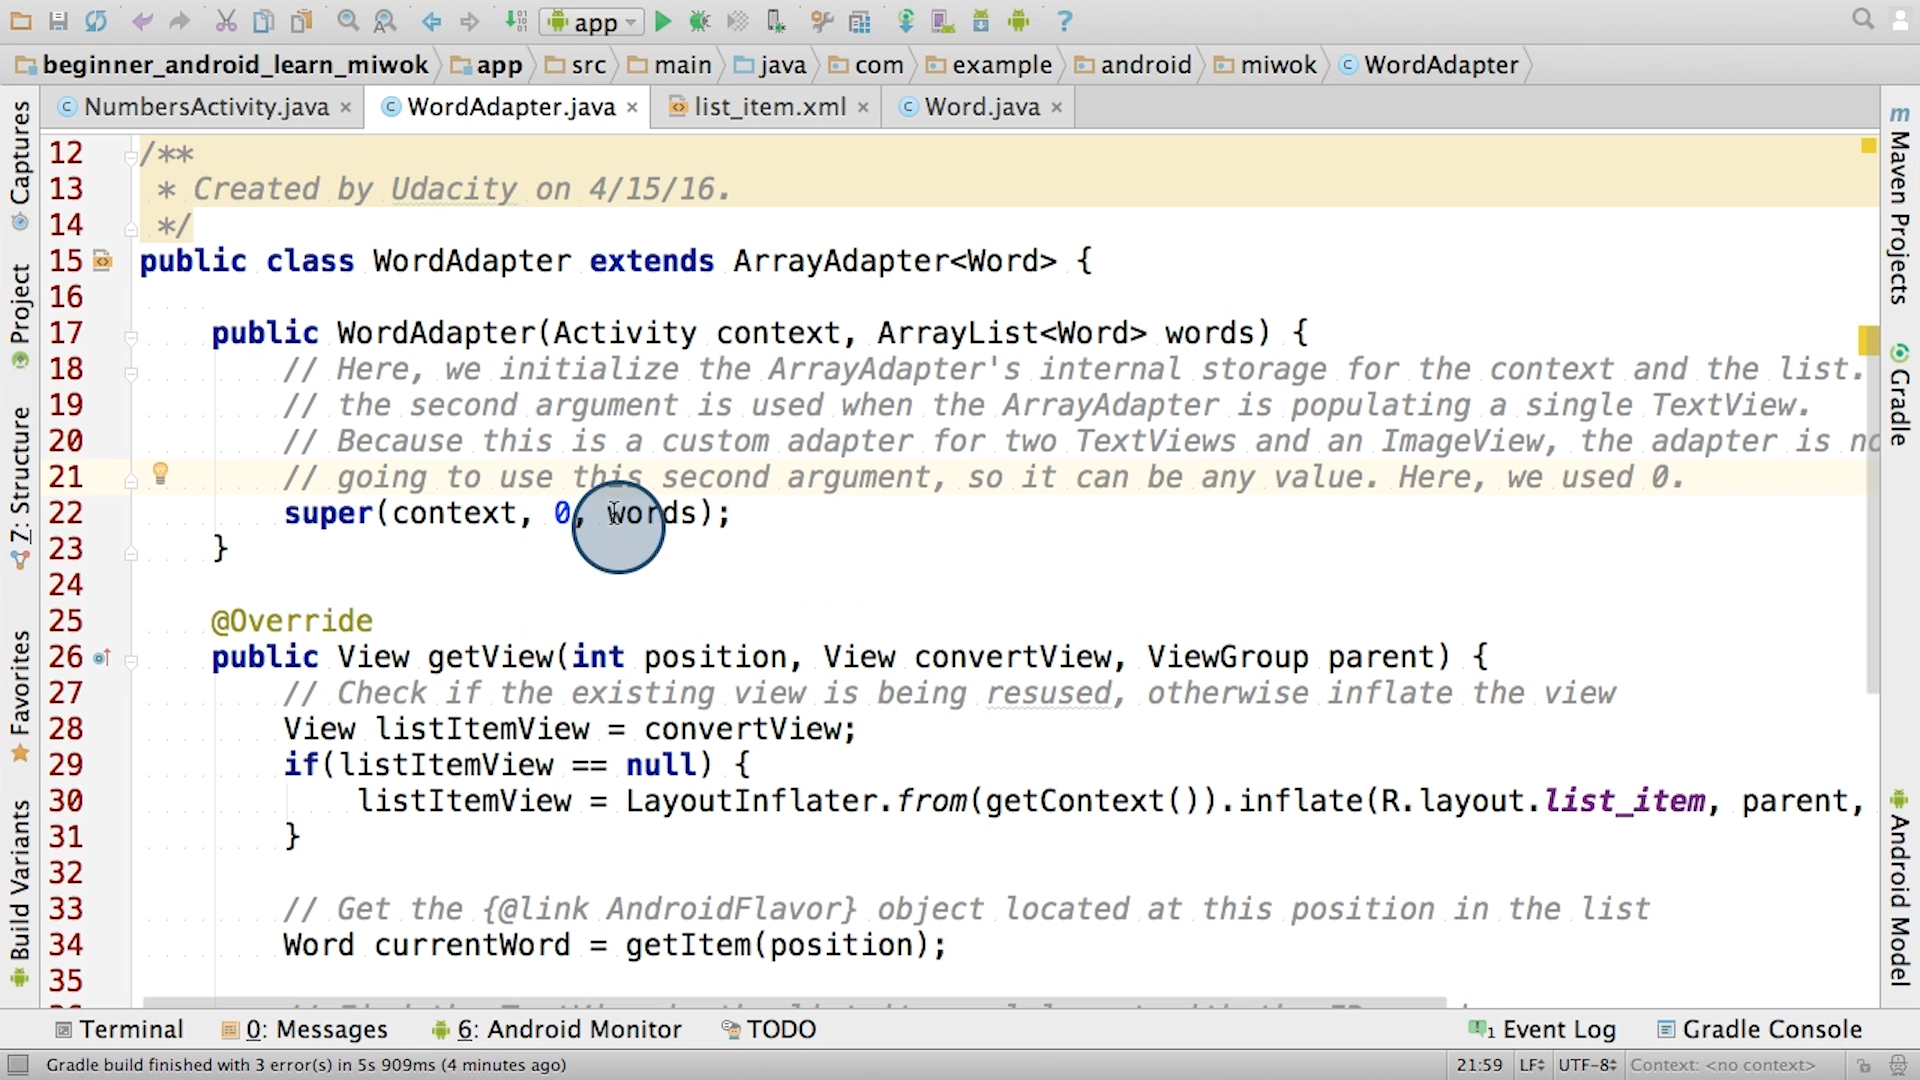 app
beginner_android_learn_miwok app src main java com example android miwok WordAdapter
NumbersActivity.java WordAdapter.java list_item.xml Word.java
Captures
Project
Z: Structure
Favorites
Build Variants
12 /**
13 * Created by Udacity on 4/15/16.
14 */
15 public class WordAdapter extends ArrayAdapter<Word> {
16
17 public WordAdapter(Activity context, ArrayList<Word> words) {
18 // Here, we initialize the ArrayAdapter's internal storage for the context and the list.
19 // the second argument is used when the ArrayAdapter is populating a single TextView.
20 // Because this is a custom adapter for two TextViews and an ImageView, the adapter is no
21 // going to use this second argument, so it can be any value. Here, we used 0.
22 super(context, 0, words);
23 }
24
25 @Override
26 public View getView(int position, View convertView, ViewGroup parent) {
27 // Check if the existing view is being resused, otherwise inflate the view
28 View listItemView = convertView;
29 if(listItemView == null) {
30 listItemView = LayoutInflater.from(getContext()).inflate(R.layout.list_item, parent,
31 }
32
33 // Get the {@link AndroidFlavor} object located at this position in the list
34 Word currentWord = getItem(position);
35
Maven Projects
Gradle
Android Model
Terminal 0: Messages 6: Android Monitor TODO 1 Event Log Gradle Console
Gradle build finished with 3 error(s) in 5s 909ms (4 minutes ago) 21:59 LF UTF-8 Context: <no context>